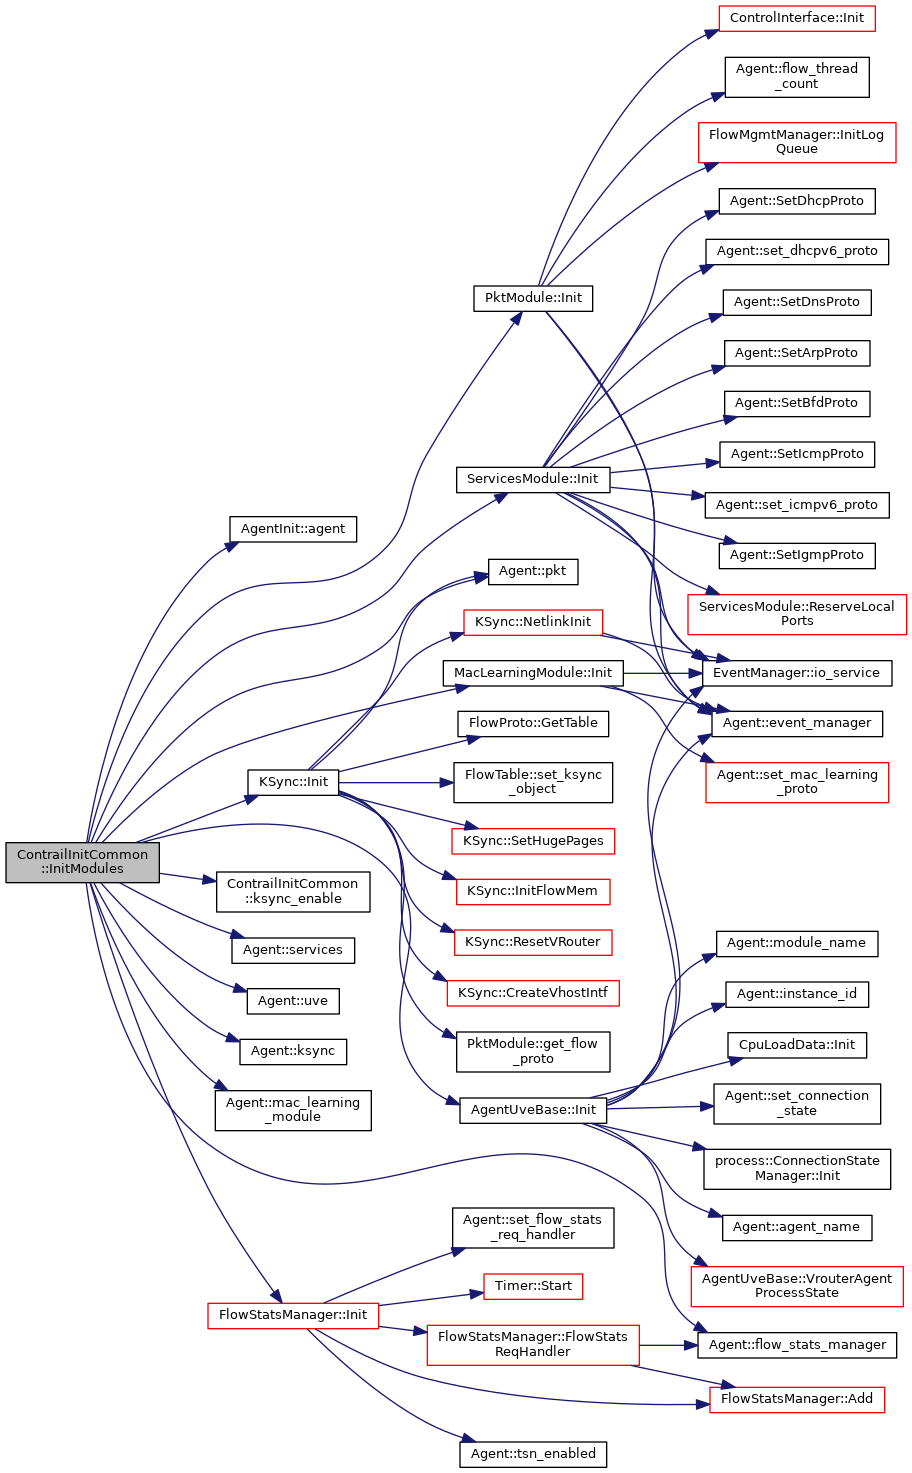 ControlInterface::Init
Agent::flow_thread
_count
FlowMgmtManager::InitLog
Queue
Agent::SetDhcpProto
Agent::set_dhcpv6_proto
PktModule::Init
Agent::SetDnsProto
Agent::SetArpProto
Agent::SetBfdProto
Agent::SetIcmpProto
ServicesModule::Init
Agent::set_icmpv6_proto
AgentInit::agent
Agent::SetIgmpProto
Agent::pkt
ServicesModule::ReserveLocal
Ports
KSync::NetlinkInit
MacLearningModule::Init
EventManager::io_service
FlowProto::GetTable
Agent::event_manager
KSync::Init
FlowTable::set_ksync
_object
Agent::set_mac_learning
_proto
KSync::SetHugePages
ContrailInitCommon
::InitModules
ContrailInitCommon
::ksync_enable
KSync::InitFlowMem
Agent::services
KSync::ResetVRouter
Agent::module_name
Agent::uve
KSync::CreateVhostIntf
Agent::instance_id
Agent::ksync
PktModule::get_flow
_proto
CpuLoadData::Init
Agent::mac_learning
_module
AgentUveBase::Init
Agent::set_connection
_state
process::ConnectionState
Manager::Init
Agent::set_flow_stats
_req_handler
Agent::agent_name
Timer::Start
AgentUveBase::VrouterAgent
ProcessState
FlowStatsManager::Init
FlowStatsManager::FlowStats
ReqHandler
Agent::flow_stats_manager
FlowStatsManager::Add
Agent::tsn_enabled